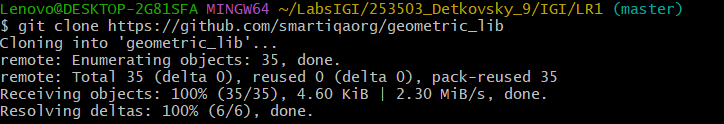 Lenovo@DESKTOP-2G81SFA MINGW64 ~/LabsIGI/253503_Detkovsky_9/IGI/LR1 (master)
$ git clone https://github.com/smartiqaorg/geometric_lib
Cloning into 'geometric_lib'...
remote: Enumerating objects: 35, done.
remote: Total 35 (delta 0), reused 0 (delta 0), pack-reused 35
Receiving objects: 100% (35/35), 4.60 KiB | 2.30 MiB/s, done.
Resolving deltas: 100% (6/6), done.